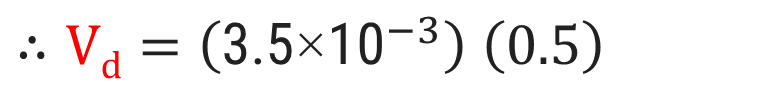 ∴ V_d = (3.5×10⁻³) (0.5)